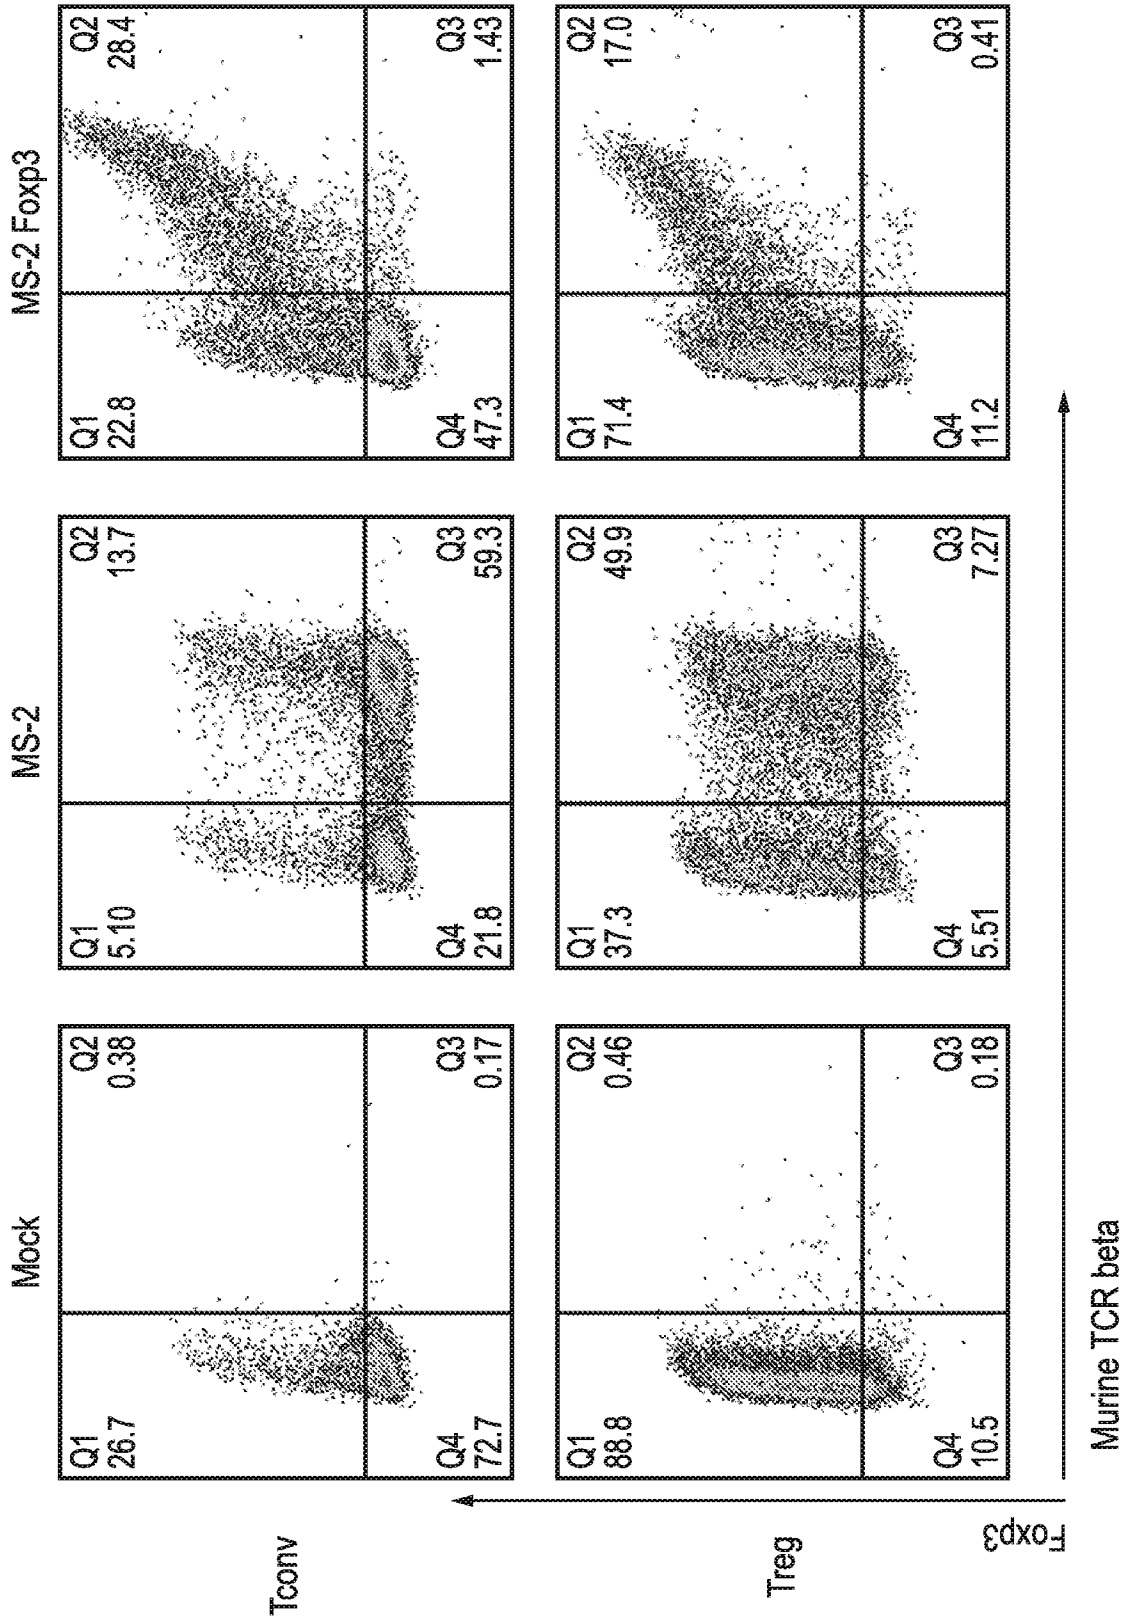 Mock
MS-2
MS-2 Foxp3
Tconv
Q1
26.7
Q2
0.38
Q4
72.7
Q3
0.17
Q1
5.10
Q2
13.7
Q4
21.8
Q3
59.3
Q1
22.8
Q2
28.4
Q4
47.3
Q3
1.43
Treg
Q1
88.8
Q2
0.46
Q4
10.5
Q3
0.18
Q1
37.3
Q2
49.9
Q4
5.51
Q3
7.27
Q1
71.4
Q2
17.0
Q4
11.2
Q3
0.41
Foxp3
Murine TCR beta